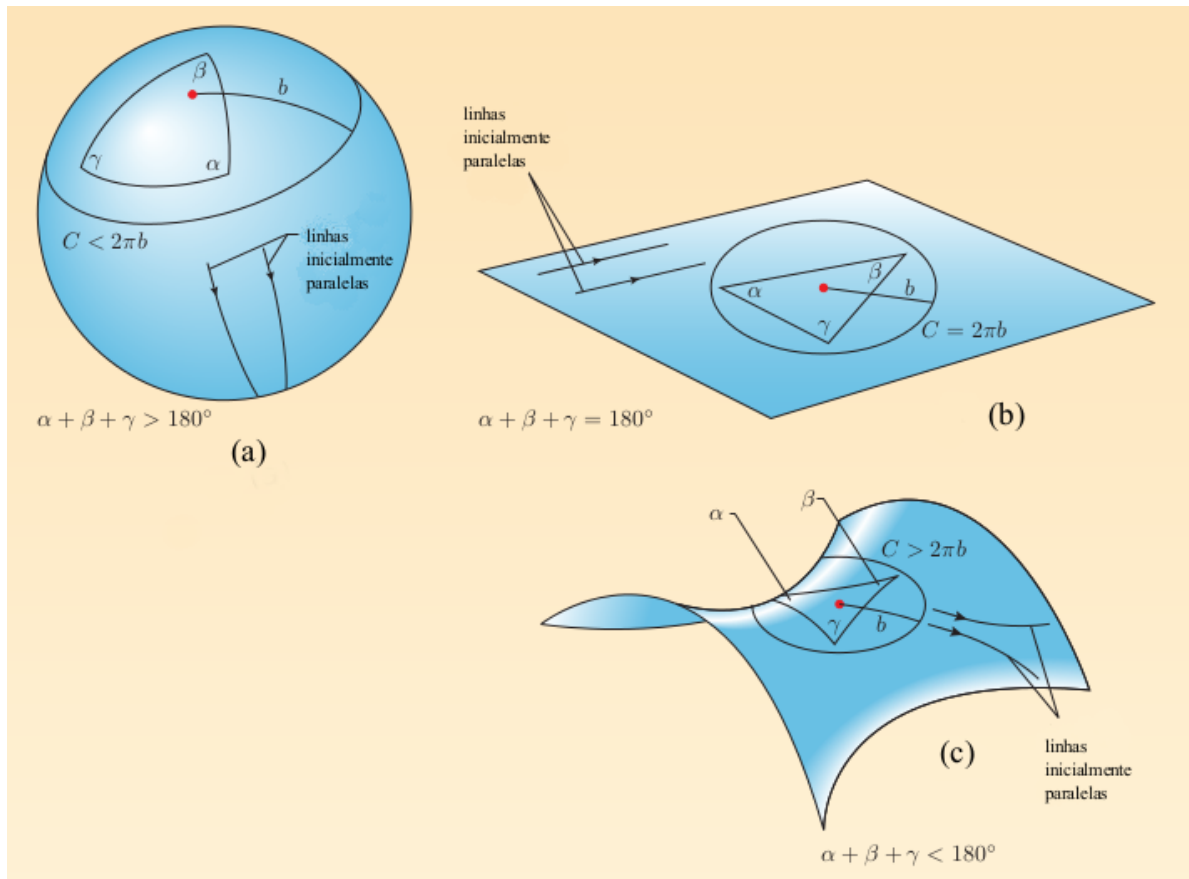 β
b
γ
α
C < 2πb
linhas
inicialmente
paralelas
α + β + γ > 180°
(a)
linhas
inicialmente
paralelas
β
α
b
γ
C = 2πb
α + β + γ = 180°
(b)
β
α
C > 2πb
γ
b
(c)
linhas
inicialmente
paralelas
α + β + γ < 180°